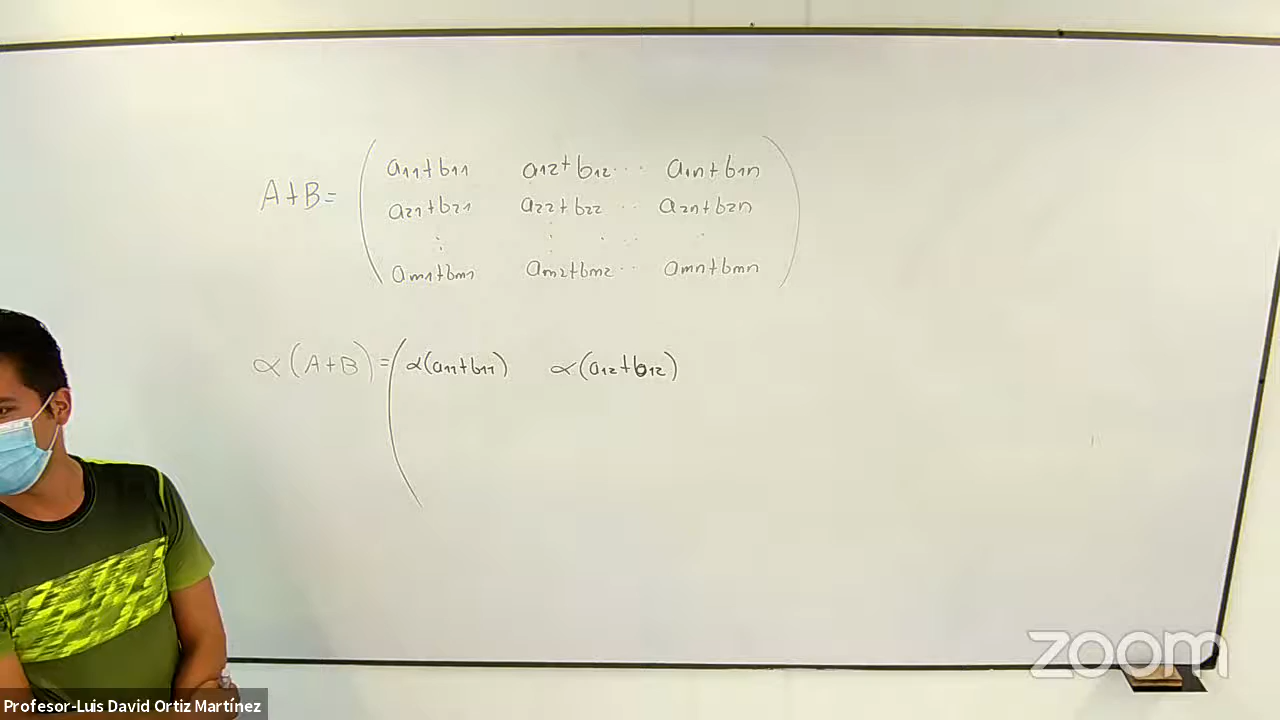 A+B= ( a11+b11 a12+b12 ... a1n+b1n
a21+b21 a22+b22 ... a2n+b2n
⋮ ⋮ ⋱ ⋮
am1+bm1 am2+bm2 ... amn+bmn )
α(A+B)=( α(a11+b11) α(a12+b12)
zoom
Profesor-Luis David Ortiz Martínez